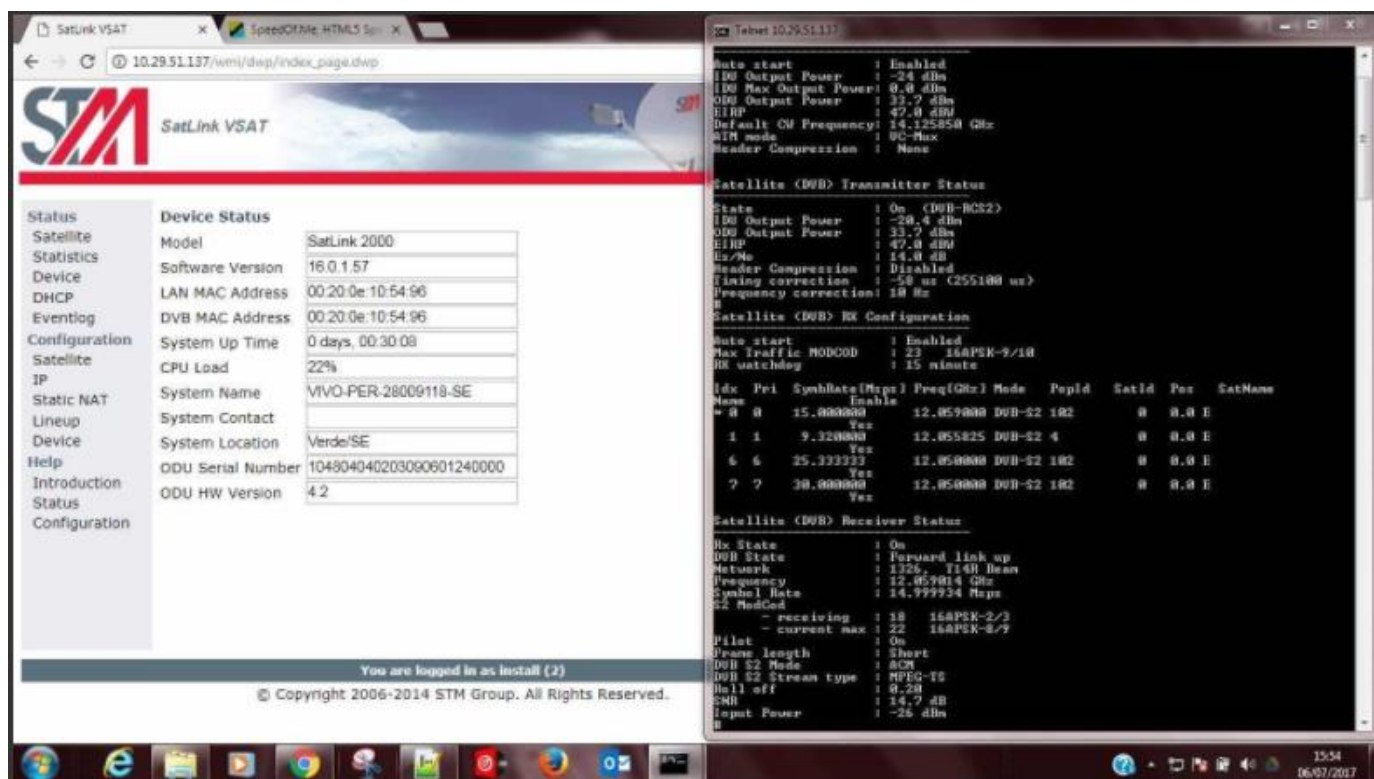 SatLink VSAT
SpeedOf.Me, HTML5 Sp
10.29.51.137/wmi/dwp/index_page.dwp
STM
SatLink VSAT
Status
Satellite
Statistics
Device
DHCP
Eventlog
Configuration
Satellite
IP
Static NAT
Lineup
Device
Help
Introduction
Status
Configuration
Device Status
Model SatLink 2000
Software Version 16.0.1.57
LAN MAC Address 00:20:0e:10:54:96
DVB MAC Address 00:20:0e:10:54:96
System Up Time 0 days, 00:30:08
CPU Load 22%
System Name VIVO-PER-28009118-SE
System Contact
System Location Verde/SE
ODU Serial Number 104804040203090601240000
ODU HW Version 4.2
You are logged in as install (2)
© Copyright 2006-2014 STM Group. All Rights Reserved.
Telnet 10.29.51.137
Auto start : Enabled
IDU Output Power : -24 dBm
IDU Max Output Power: 0.0 dBm
ODU Output Power : 33.7 dBm
EIRP : 47.0 dBW
Default CW Frequency: 14.125850 GHz
ATM mode : VC-Mux
Header Compression : None
Satellite (DVB) Transmitter Status
State : On (DVB-RCS2)
IDU Output Power : -20.4 dBm
ODU Output Power : 33.7 dBm
EIRP : 47.0 dBW
Es/No : 14.0 dB
Header Compression : Disabled
Timing correction : -58 us (255100 us)
Frequency correction: 10 Hz
#
Satellite (DVB) RX Configuration
Auto start : Enabled
Max Traffic MODCOD : 23 16APSK-9/10
RX watchdog : 15 minute
Idx Pri SymbRate[Msps] Freq[GHz] Mode PopId SatId Pos SatName
Name Enable
* 0 0 15.000000 12.059000 DVB-S2 102 0 0.0 E
Yes
1 1 9.320000 12.055825 DVB-S2 4 0 0.0 E
Yes
6 6 25.333333 12.050000 DVB-S2 102 0 0.0 E
Yes
7 7 30.000000 12.050000 DVB-S2 102 0 0.0 E
Yes
Satellite (DVB) Receiver Status
Rx State : On
DVB State : Forward link up
Network : 1326, T14R Beam
Frequency : 12.059014 GHz
Symbol Rate : 14.999934 Msps
S2 ModCod
- receiving : 18 16APSK-2/3
- current max : 22 16APSK-8/9
Pilot : On
Frame length : Short
DVB S2 Mode : ACM
DVB S2 Stream type : MPEG-TS
Roll off : 0.20
SNR : 14.7 dB
Input Power : -26 dBm
#
15:54
06/07/2017